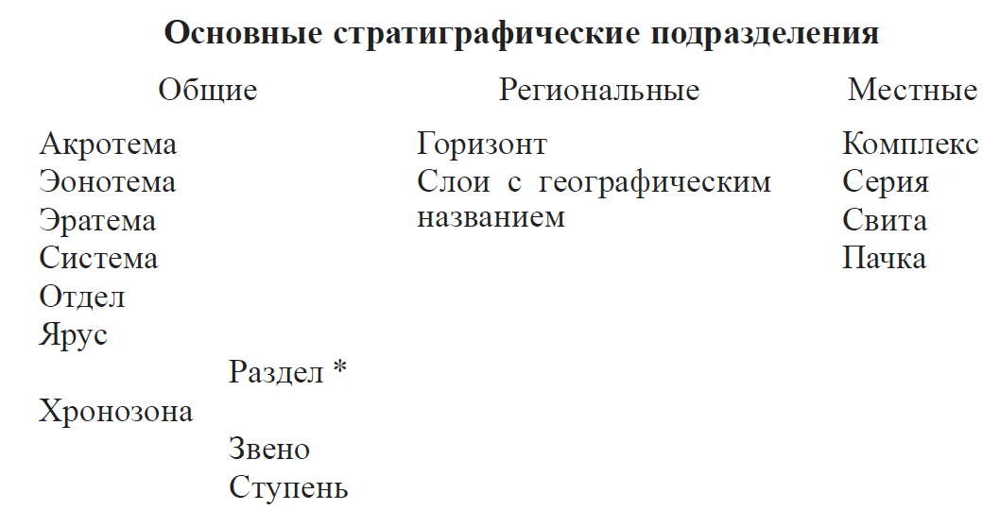 Основные стратиграфические подразделения
Общие Региональные Местные
Акротема Горизонт Комплекс
Эонотема Слои с географическим Серия
Эратема названием Свита
Система Пачка
Отдел
Ярус
Раздел *
Хронозона
Звено
Ступень